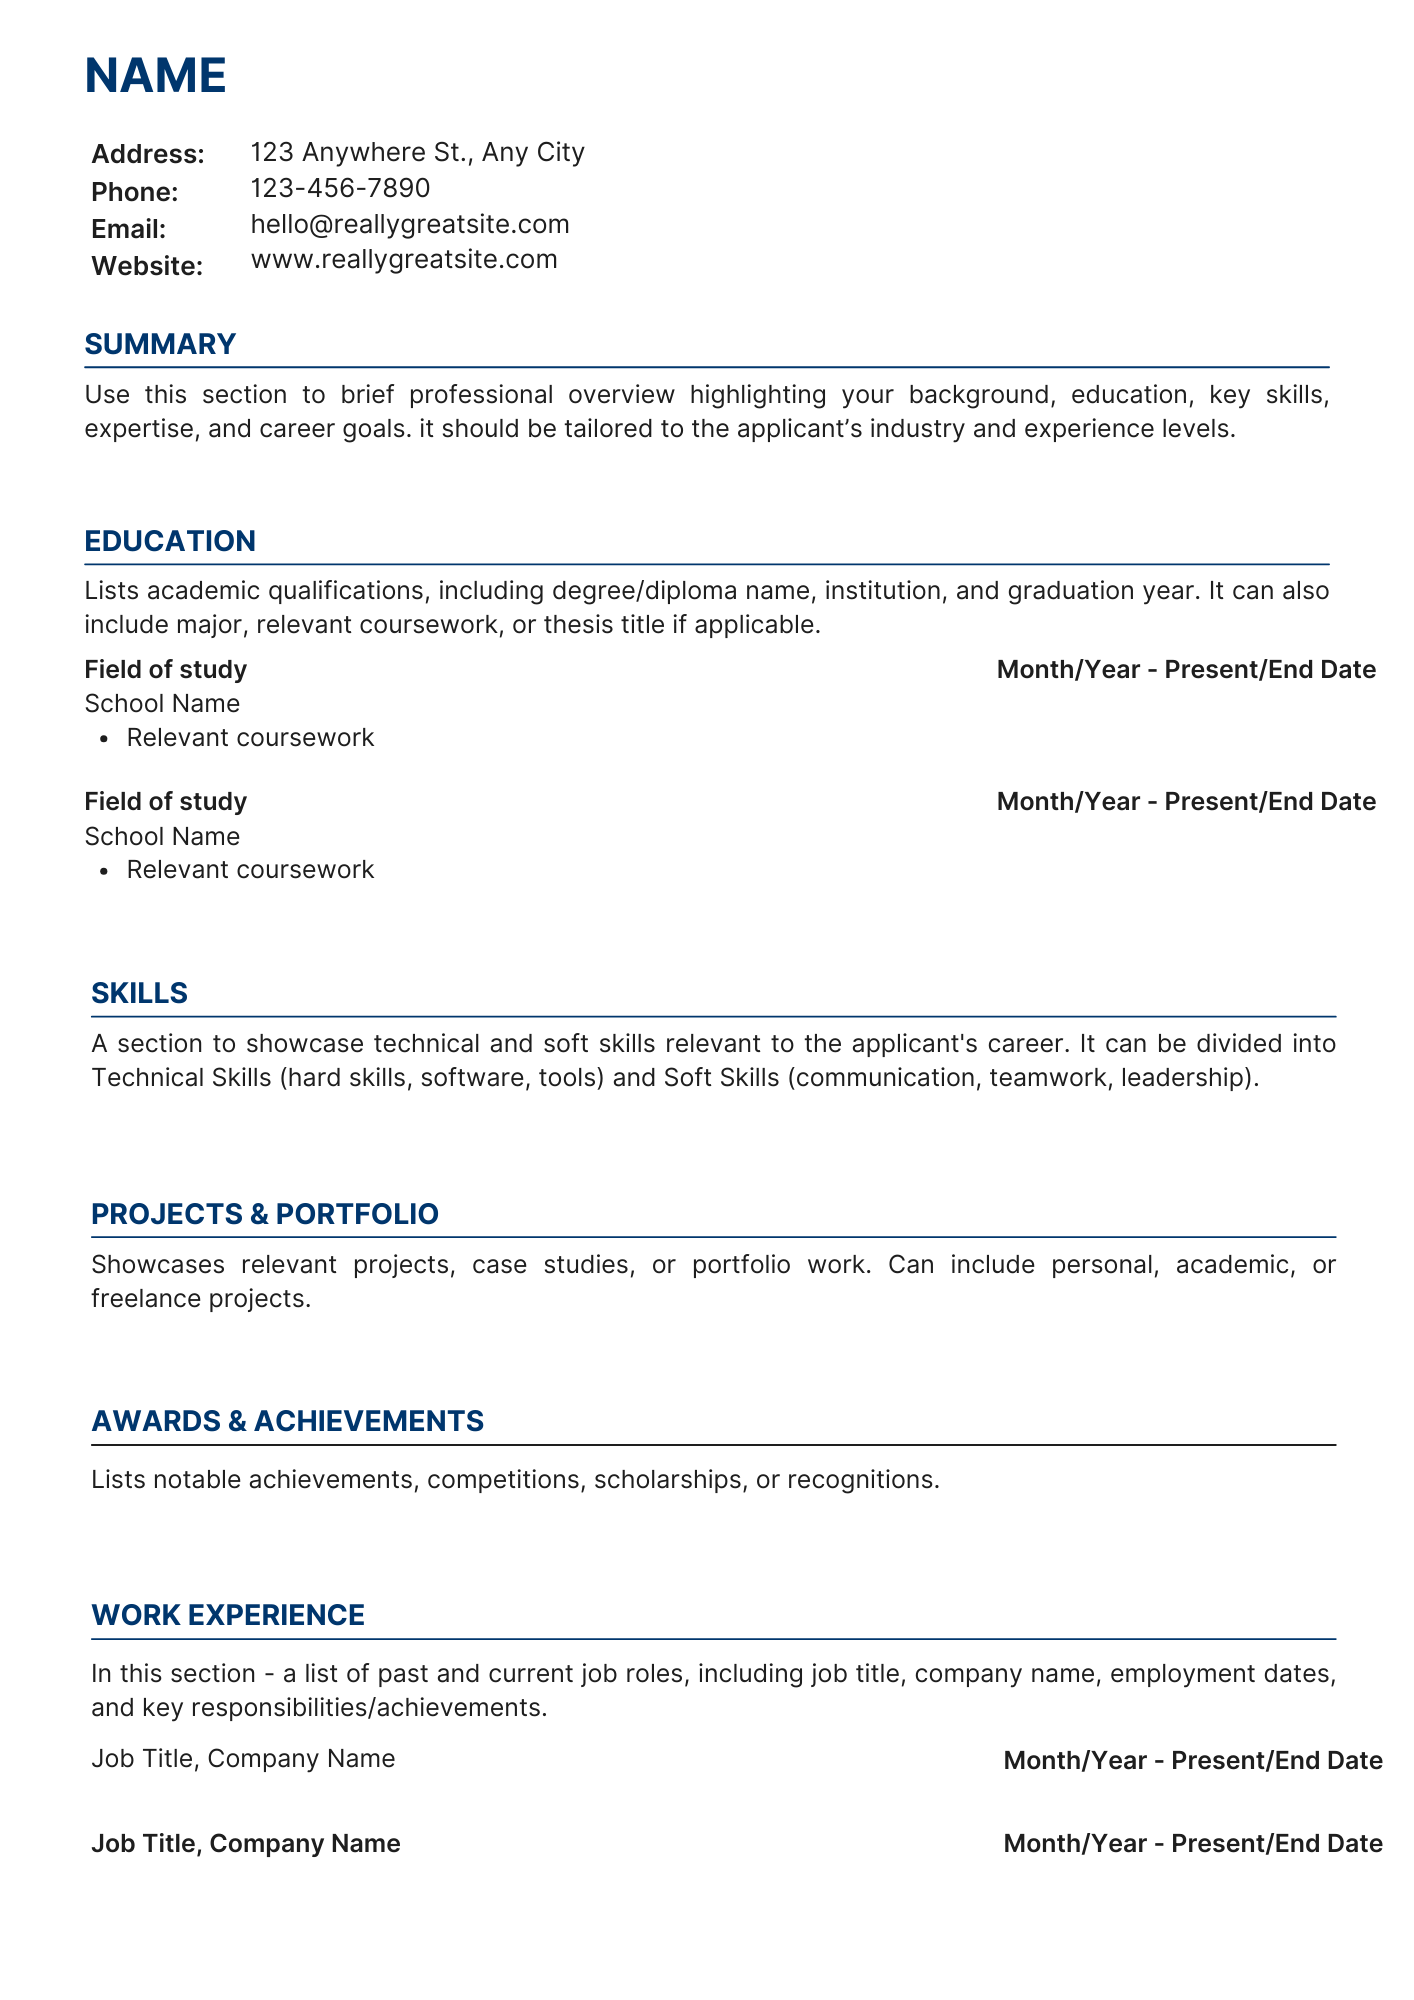 NAME
Address: 123 Anywhere St., Any City
Phone: 123-456-7890
Email: hello@reallygreatsite.com
Website: www.reallygreatsite.com
SUMMARY
Use this section to brief professional overview highlighting your background, education, key skills,
expertise, and career goals. it should be tailored to the applicant’s industry and experience levels.
EDUCATION
Lists academic qualifications, including degree/diploma name, institution, and graduation year. It can also
include major, relevant coursework, or thesis title if applicable.
Field of study Month/Year - Present/End Date
School Name
• Relevant coursework
Field of study Month/Year - Present/End Date
School Name
• Relevant coursework
SKILLS
A section to showcase technical and soft skills relevant to the applicant's career. It can be divided into
Technical Skills (hard skills, software, tools) and Soft Skills (communication, teamwork, leadership).
PROJECTS & PORTFOLIO
Showcases relevant projects, case studies, or portfolio work. Can include personal, academic, or
freelance projects.
AWARDS & ACHIEVEMENTS
Lists notable achievements, competitions, scholarships, or recognitions.
WORK EXPERIENCE
In this section - a list of past and current job roles, including job title, company name, employment dates,
and key responsibilities/achievements.
Job Title, Company Name Month/Year - Present/End Date
Job Title, Company Name Month/Year - Present/End Date